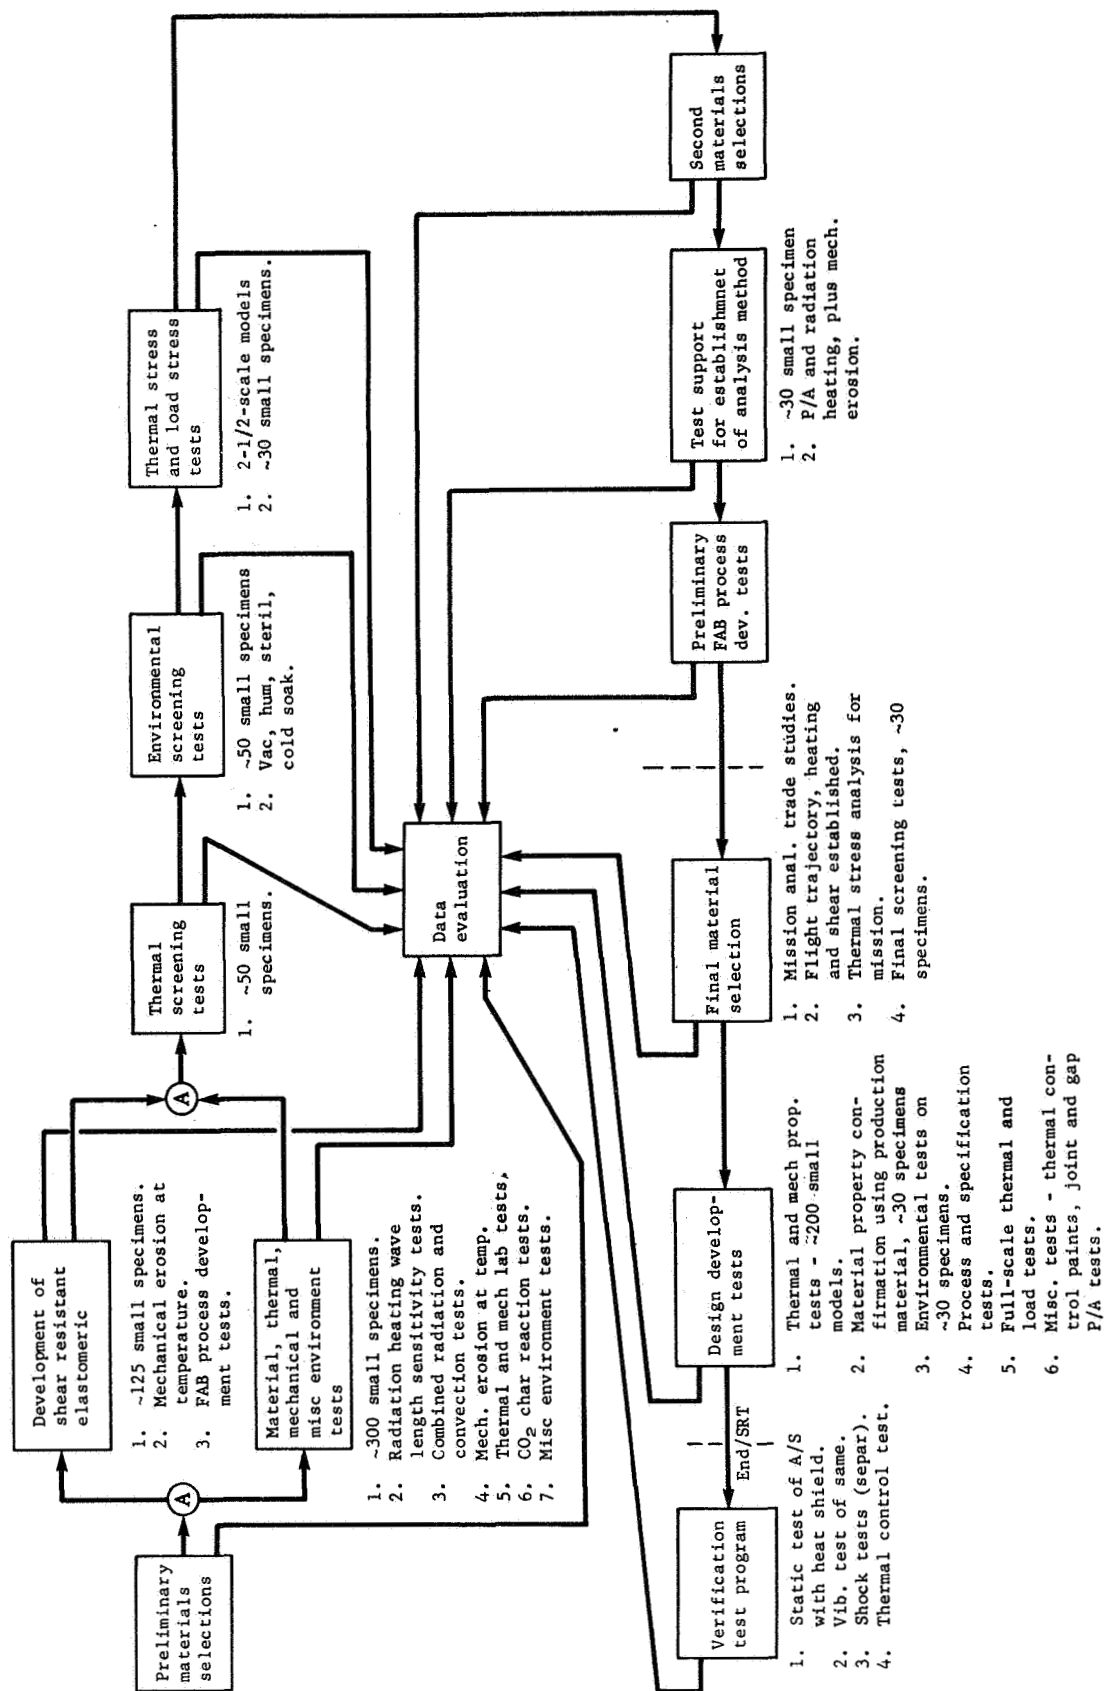 Preliminary
materials
selections
A
Development of
shear resistant
elastomeric
1. ~125 small specimens.
2. Mechanical erosion at
temperature.
3. FAB process develop-
ment tests.
Material, thermal,
mechanical and
misc environment
tests
1. ~300 small specimens.
2. Radiation heating wave
length sensitivity tests.
3. Combined radiation and
convection tests.
4. Mech. erosion at temp.
5. Thermal and mech lab tests,
6. CO2 char reaction tests.
7. Misc environment tests.
A
Thermal
screening
tests
1. ~50 small
specimens.
Environmental
screening
tests
1. ~50 small specimens
2. Vac, hum, steril,
cold soak.
Thermal stress
and load stress
tests
1. 2-1/2-scale models
2. ~30 small specimens.
Data
evaluation
Second
materials
selections
Test support
for establishmnet
of analysis method
1. ~30 small specimen
2. P/A and radiation
heating, plus mech.
erosion.
Preliminary
FAB process
dev. tests
Final material
selection
1. Mission anal. trade studies.
2. Flight trajectory, heating
and shear established.
3. Thermal stress analysis for
mission.
4. Final screening tests, ~30
specimens.
Design develop-
ment tests
1. Thermal and mech prop.
tests - ~200 small
models.
2. Material property con-
firmation using production
material, ~30 specimens
3. Environmental tests on
~30 specimens.
4. Process and specification
tests.
5. Full-scale thermal and
load tests.
6. Misc. tests - thermal con-
trol paints, joint and gap
P/A tests.
End/SRT
Verification
test program
1. Static test of A/S
with heat shield.
2. Vib. test of same.
3. Shock tests (separ).
4. Thermal control test.